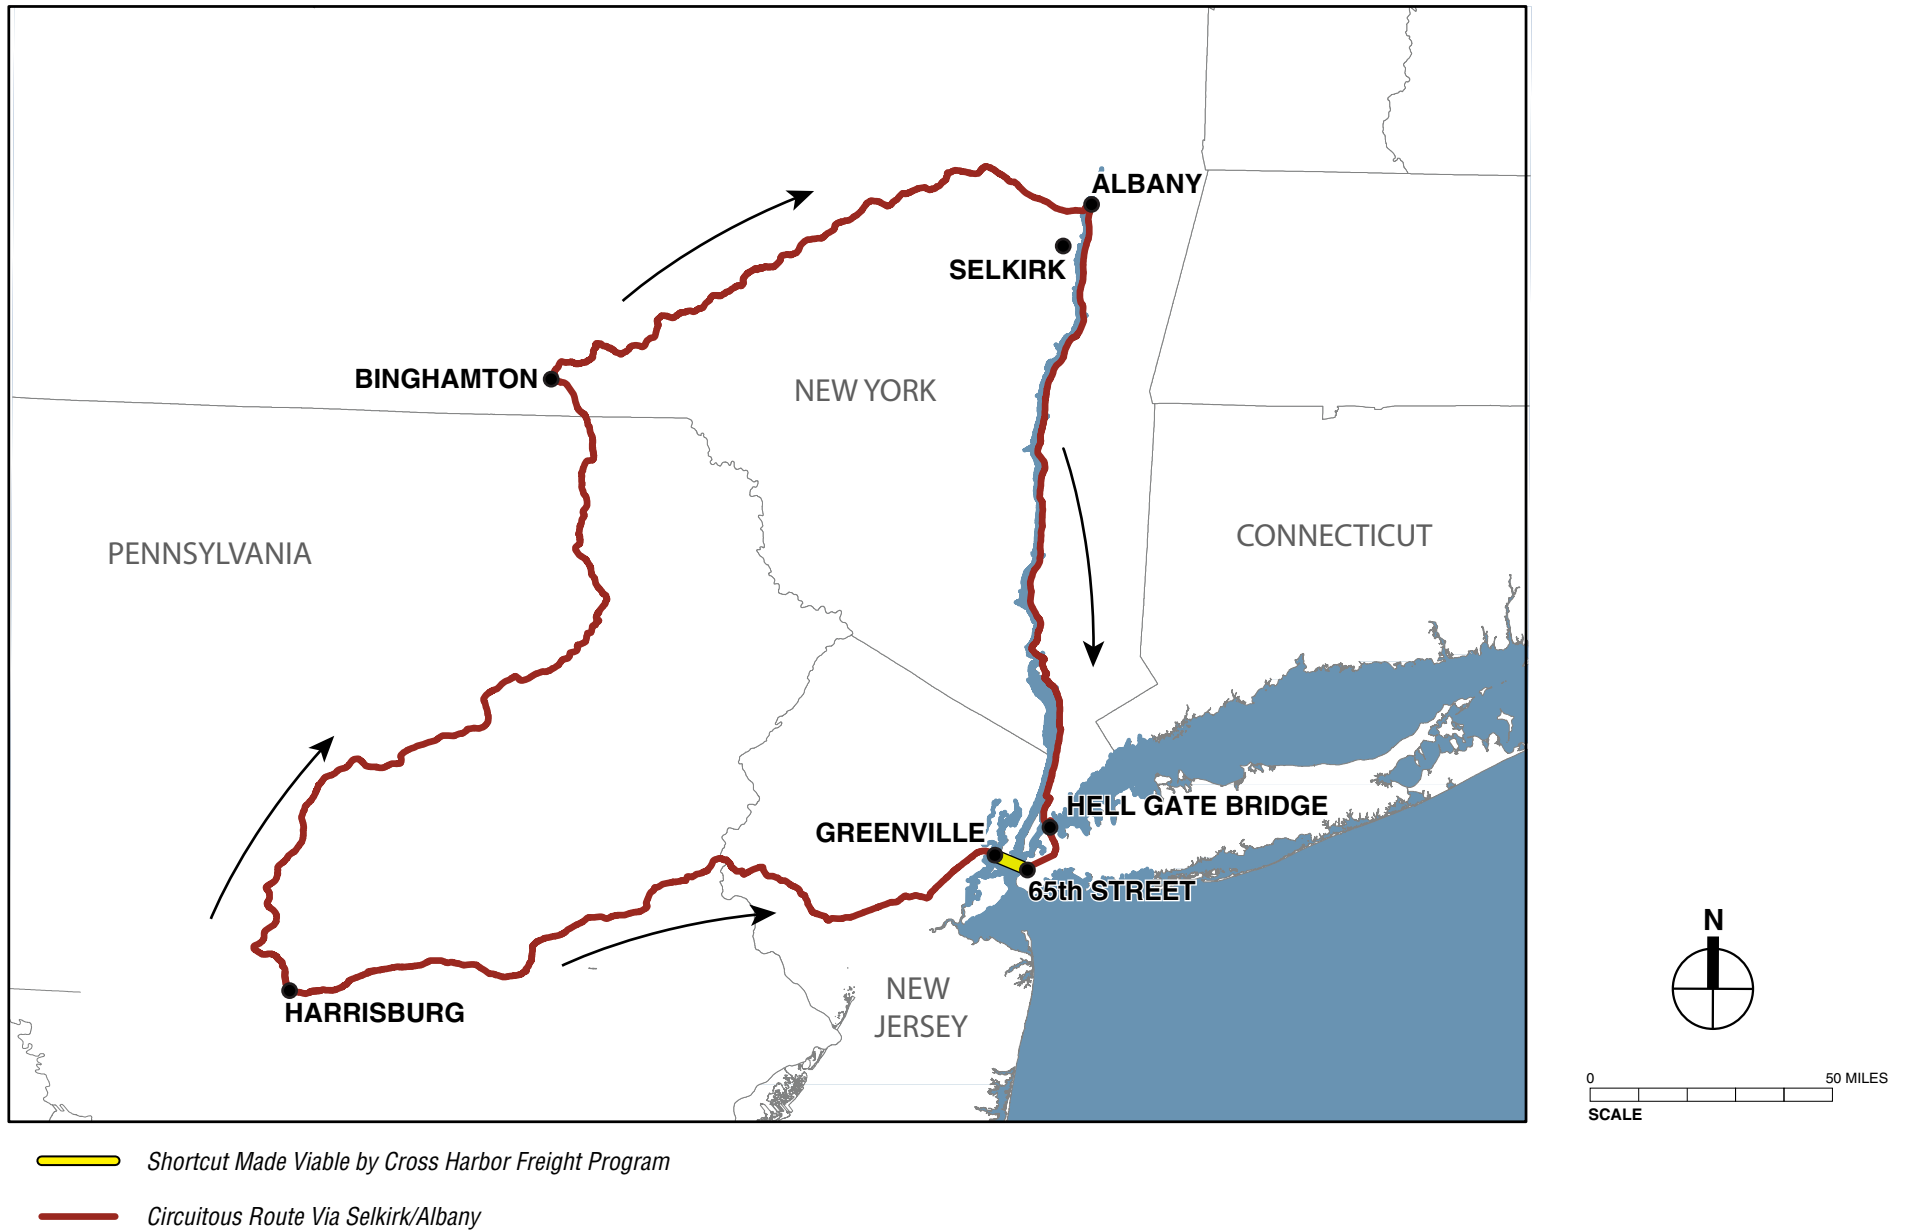 ALBANY
SELKIRK
BINGHAMTON
NEW YORK
PENNSYLVANIA
CONNECTICUT
HELL GATE BRIDGE
GREENVILLE
65th STREET
HARRISBURG
NEW
JERSEY
N
0 50 MILES
SCALE
Shortcut Made Viable by Cross Harbor Freight Program
Circuitous Route Via Selkirk/Albany